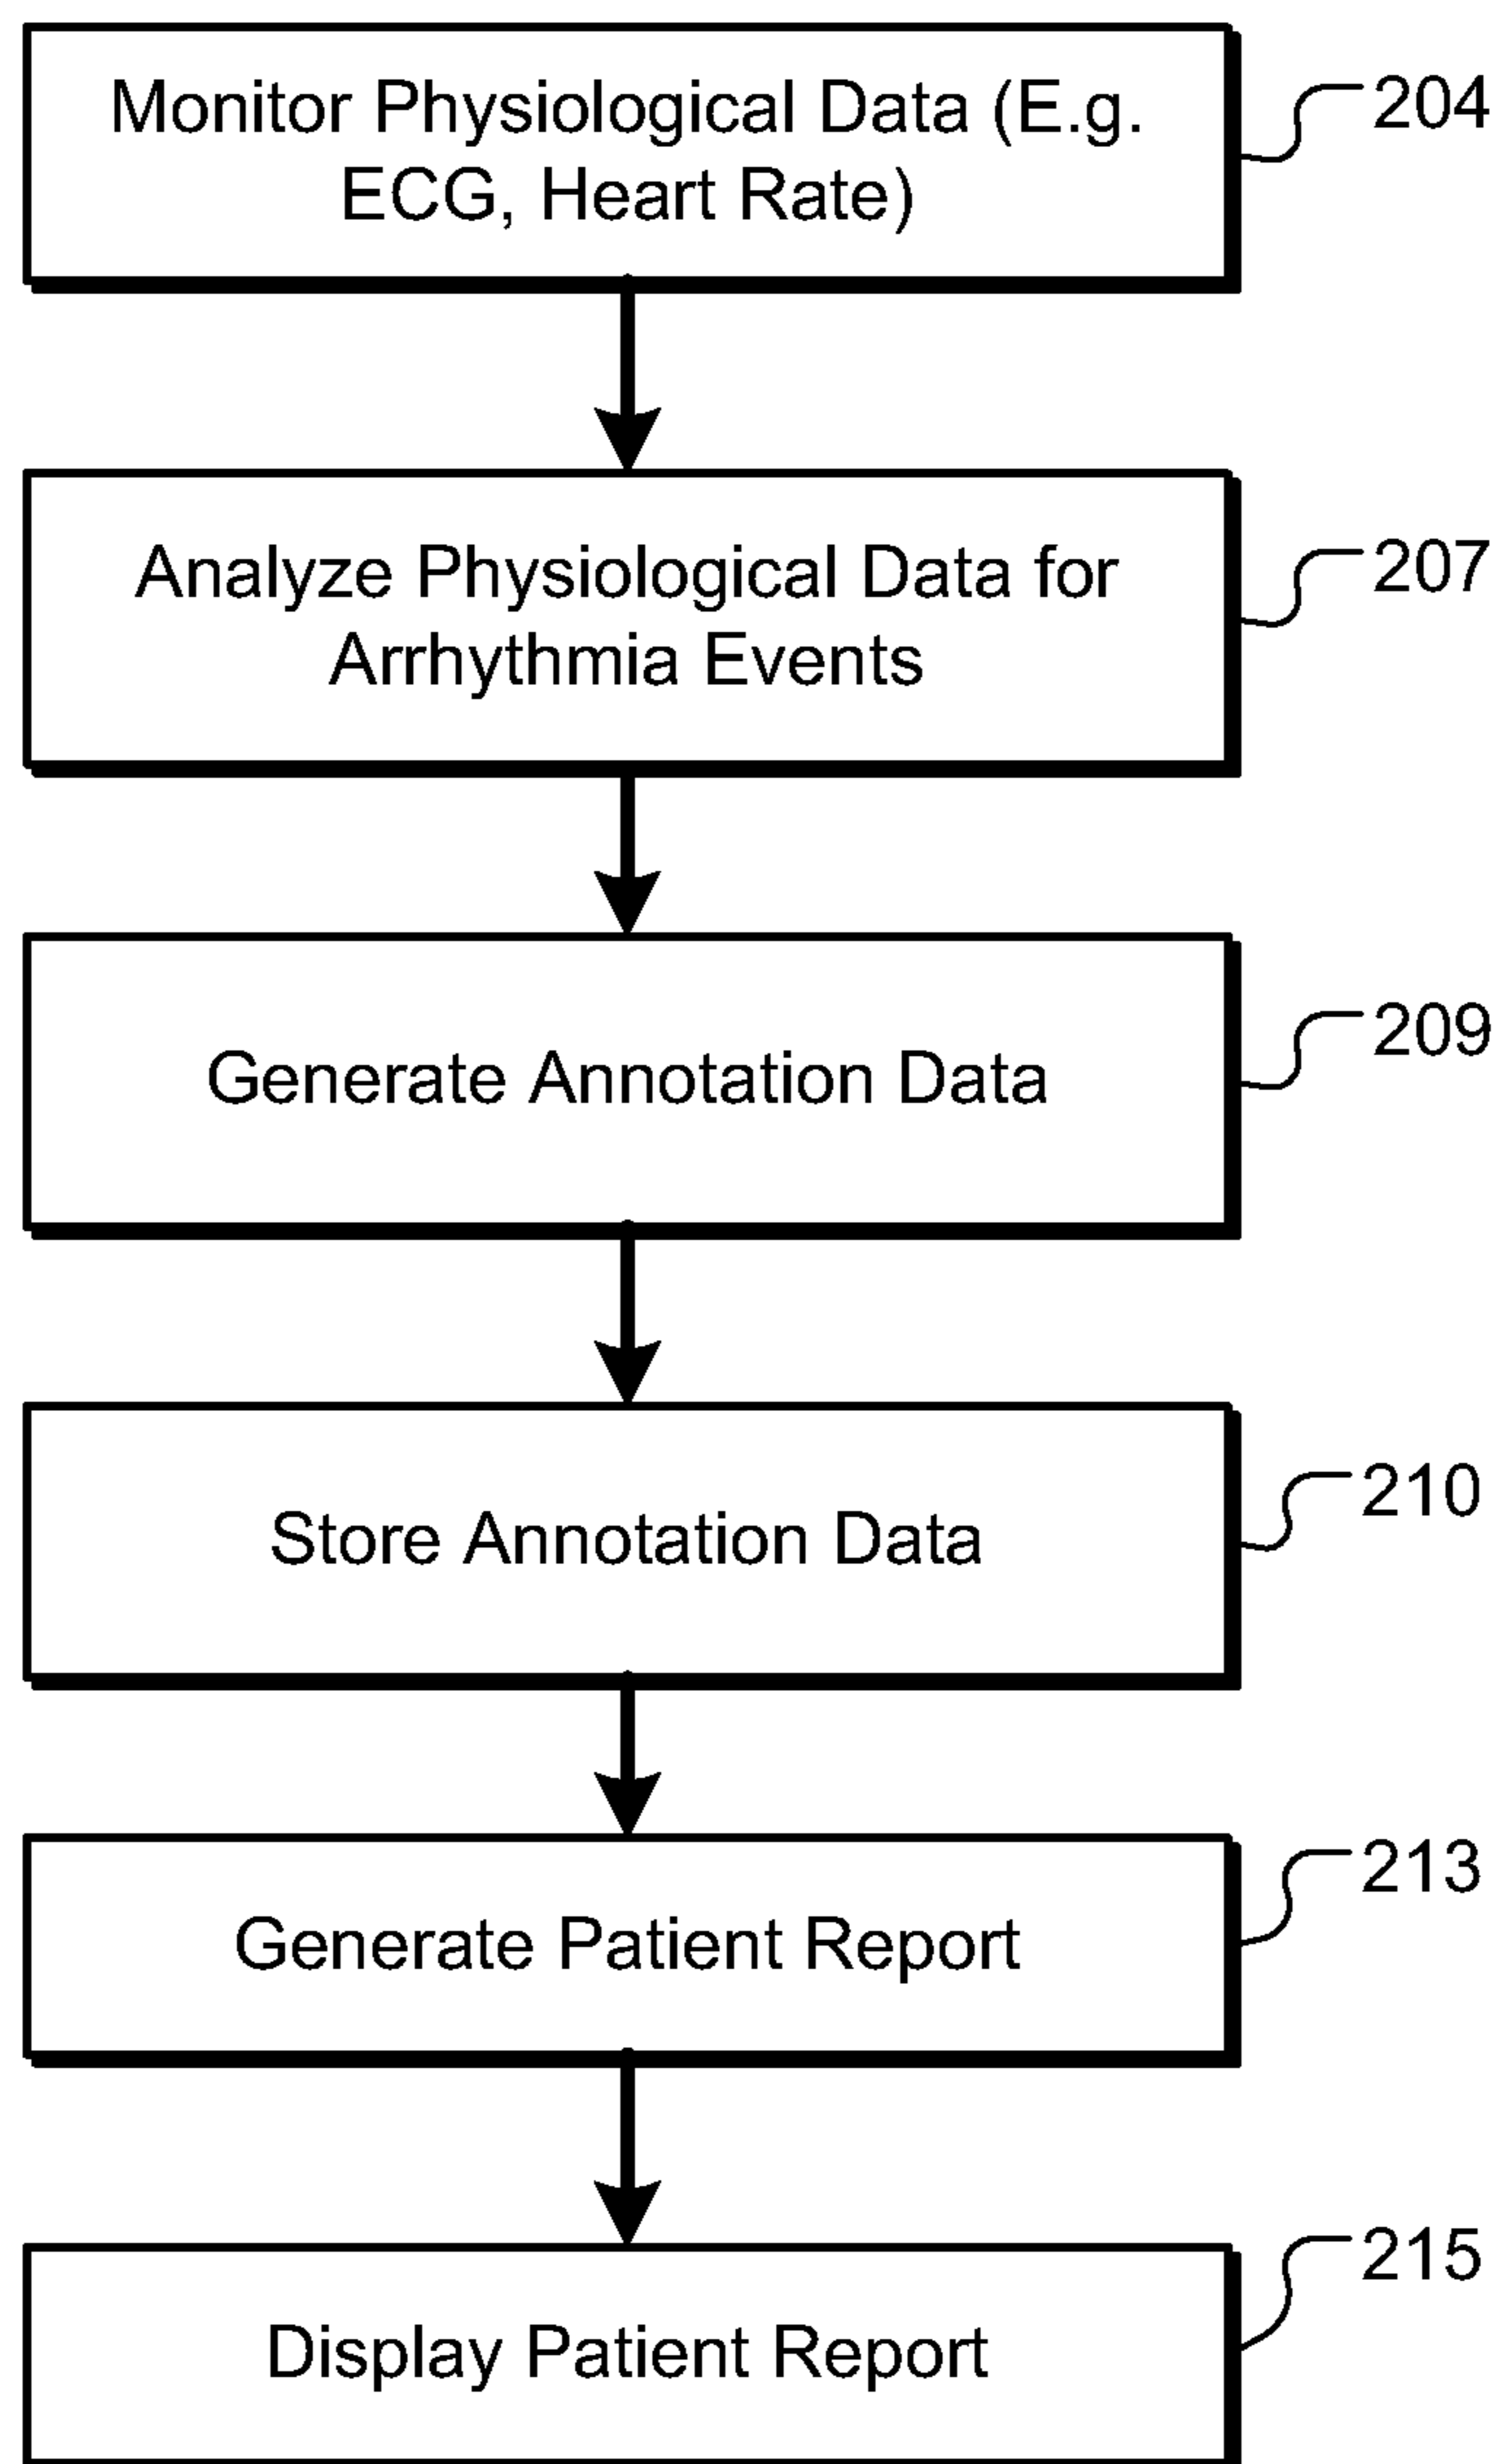 Monitor Physiological Data (E.g.
ECG, Heart Rate)
204
Analyze Physiological Data for
Arrhythmia Events
207
Generate Annotation Data
209
Store Annotation Data
210
Generate Patient Report
213
Display Patient Report
215